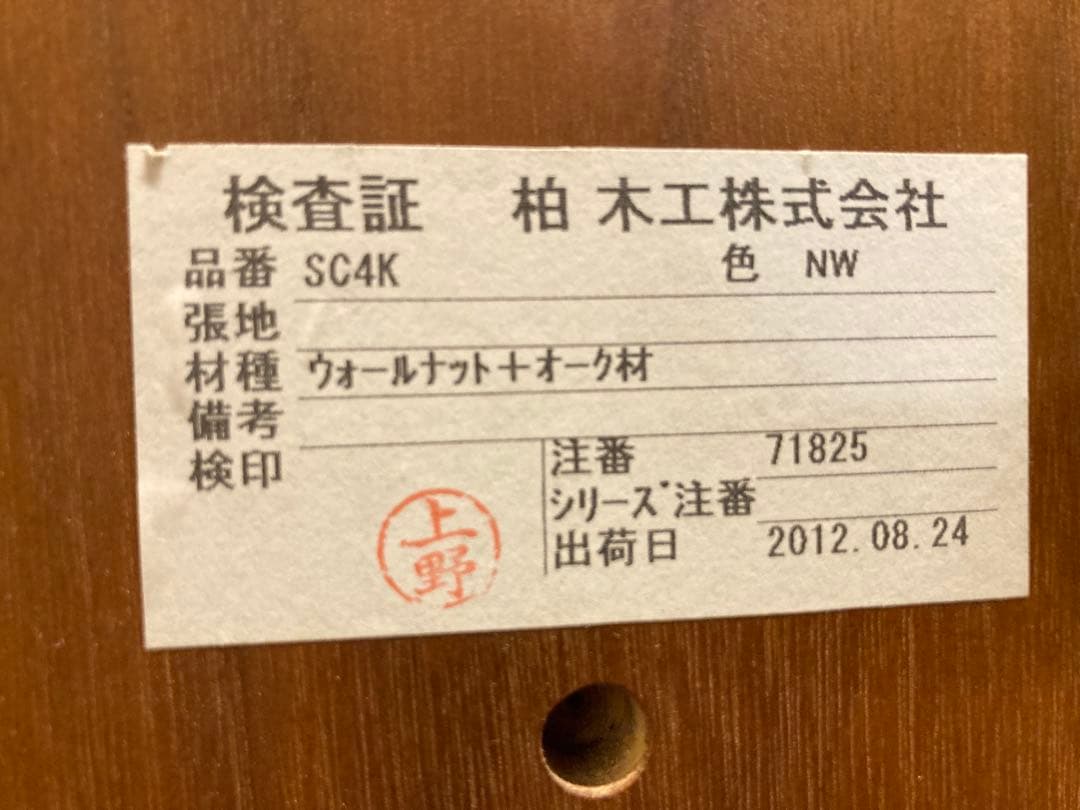 検査証 柏木工株式会社
品番 SC4K 色 NW
張地
材種 ウォールナット+オーク材
備考
検印
注番 71825
シリーズ注番
出荷日 2012.08.24
上野